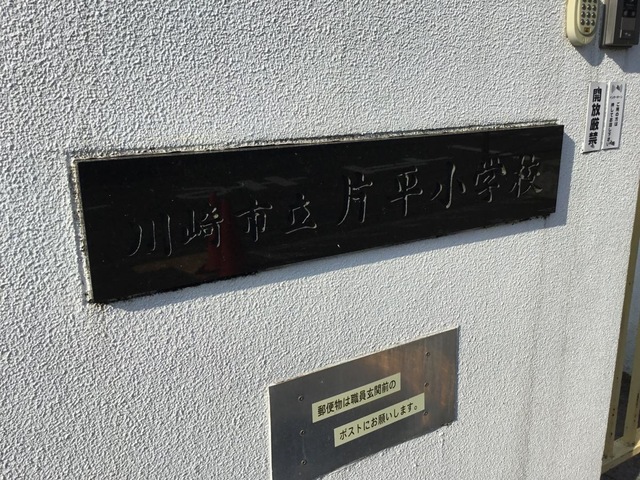 川崎市立片平小学校
開放厳禁
郵便物は職員玄関前の
ポストにお願いします。